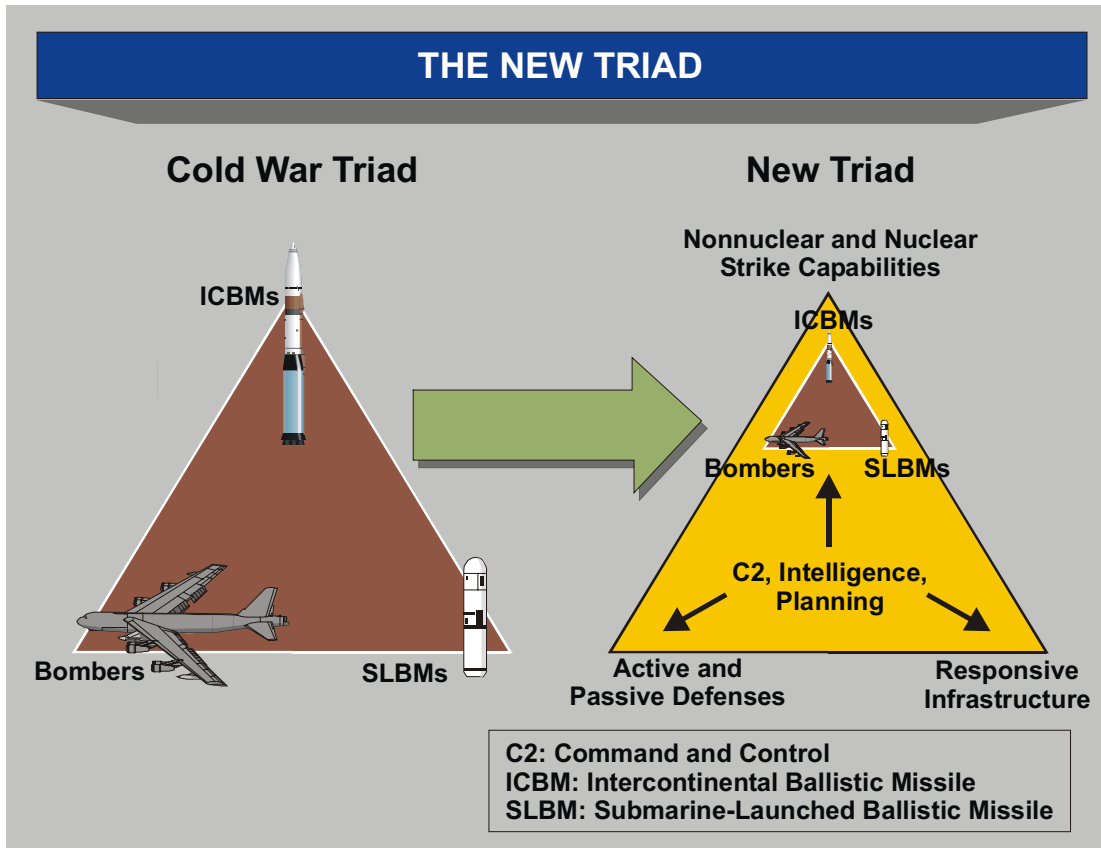 THE NEW TRIAD
Cold War Triad
ICBMs
Bombers
SLBMs
New Triad
Nonnuclear and Nuclear
Strike Capabilities
ICBMs
Bombers
SLBMs
C2, Intelligence,
Planning
Active and
Passive Defenses
Responsive
Infrastructure
C2: Command and Control
ICBM: Intercontinental Ballistic Missile
SLBM: Submarine-Launched Ballistic Missile